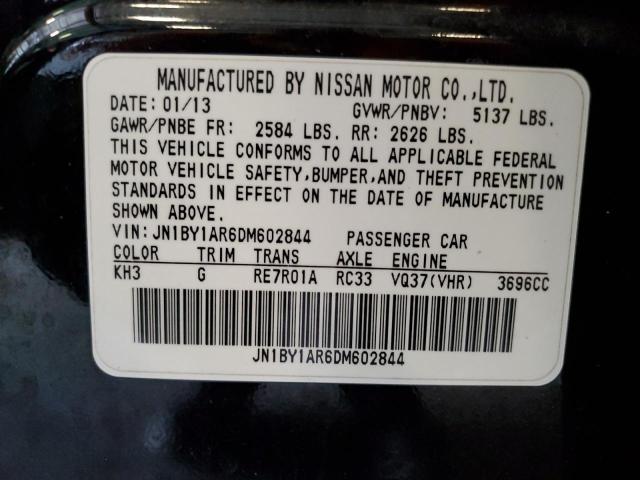 MANUFACTURED BY NISSAN MOTOR CO.,LTD.
DATE: 01/13 GVWR/PNBV: 5137 LBS.
GAWR/PNBE FR: 2584 LBS. RR: 2626 LBS.
THIS VEHICLE CONFORMS TO ALL APPLICABLE FEDERAL
MOTOR VEHICLE SAFETY,BUMPER,AND THEFT PREVENTION
STANDARDS IN EFFECT ON THE DATE OF MANUFACTURE
SHOWN ABOVE.
VIN:JN1BY1AR6DM602844 PASSENGER CAR
COLOR TRIM TRANS AXLE ENGINE
KH3 G RE7R01A RC33 VQ37(VHR) 3696CC
JN1BY1AR6DM602844